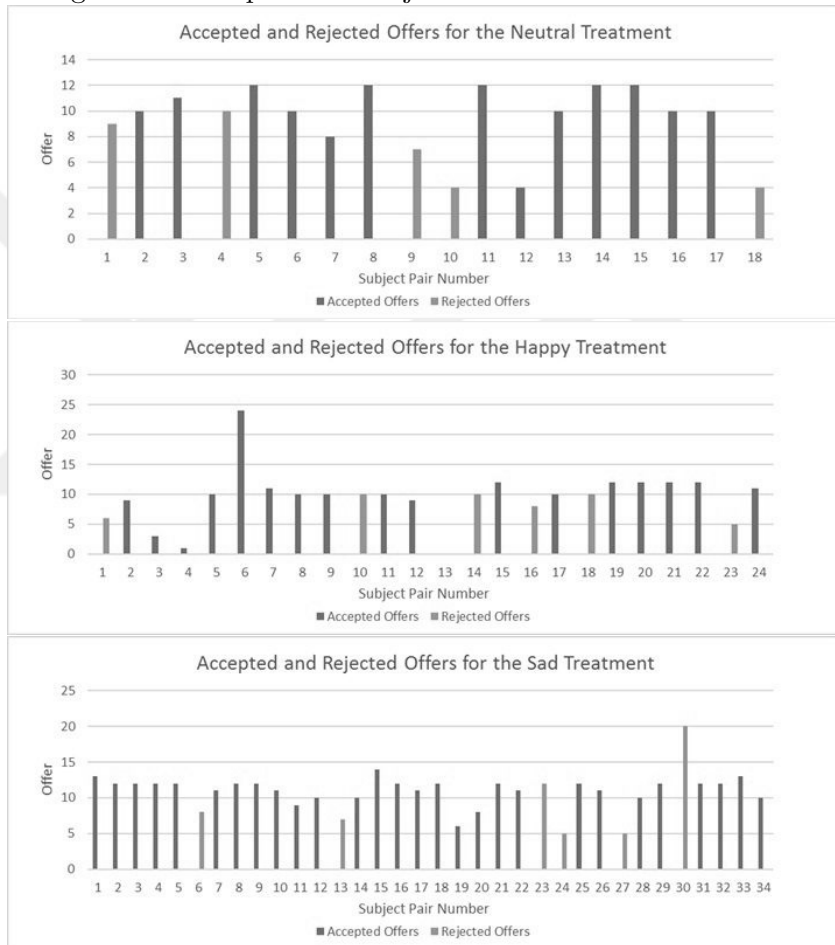 Accepted and Rejected Offers for the Neutral Treatment
14
12
10
8
6
4
2
0
Offer
1 2 3 4 5 6 7 8 9 10 11 12 13 14 15 16 17 18
Subject Pair Number
Accepted Offers Rejected Offers
Accepted and Rejected Offers for the Happy Treatment
30
25
20
15
10
5
0
Offer
1 2 3 4 5 6 7 8 9 10 11 12 13 14 15 16 17 18 19 20 21 22 23 24
Subject Pair Number
Accepted Offers Rejected Offers
Accepted and Rejected Offers for the Sad Treatment
25
20
15
10
5
0
Offer
1 2 3 4 5 6 7 8 9 10 11 12 13 14 15 16 17 18 19 20 21 22 23 24 25 26 27 28 29 30 31 32 33 34
Subject Pair Number
Accepted Offers Rejected Offers